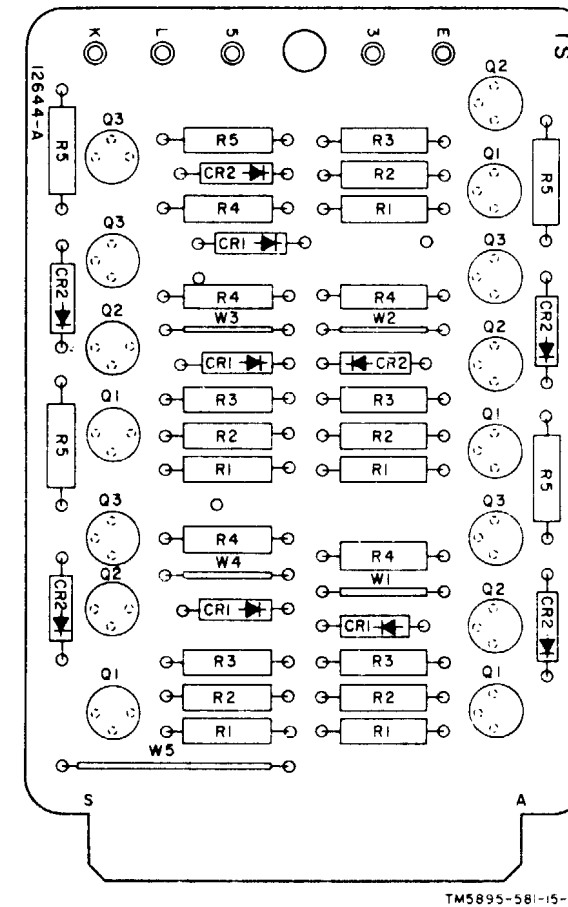 K L 5 3 E TS
12644-A
Q2
Q3
R5 R5 R3
Q1
CR2 R2
R5
R4 R1
Q3 Q3
CR1
CR2 R4 R4 CR2
W3 W2
Q2 Q2
CR1 CR2
Q1 R3 R3 Q1
R5 R2 R2 R5
R1 R1
Q3 Q3
R4 R4
W4 W1
Q2 Q2
CR2 CR1 CR1 CR2
R3 R3
Q1 Q1
R2 R2
R1 R1
W5
S A
TM5895-581-15-